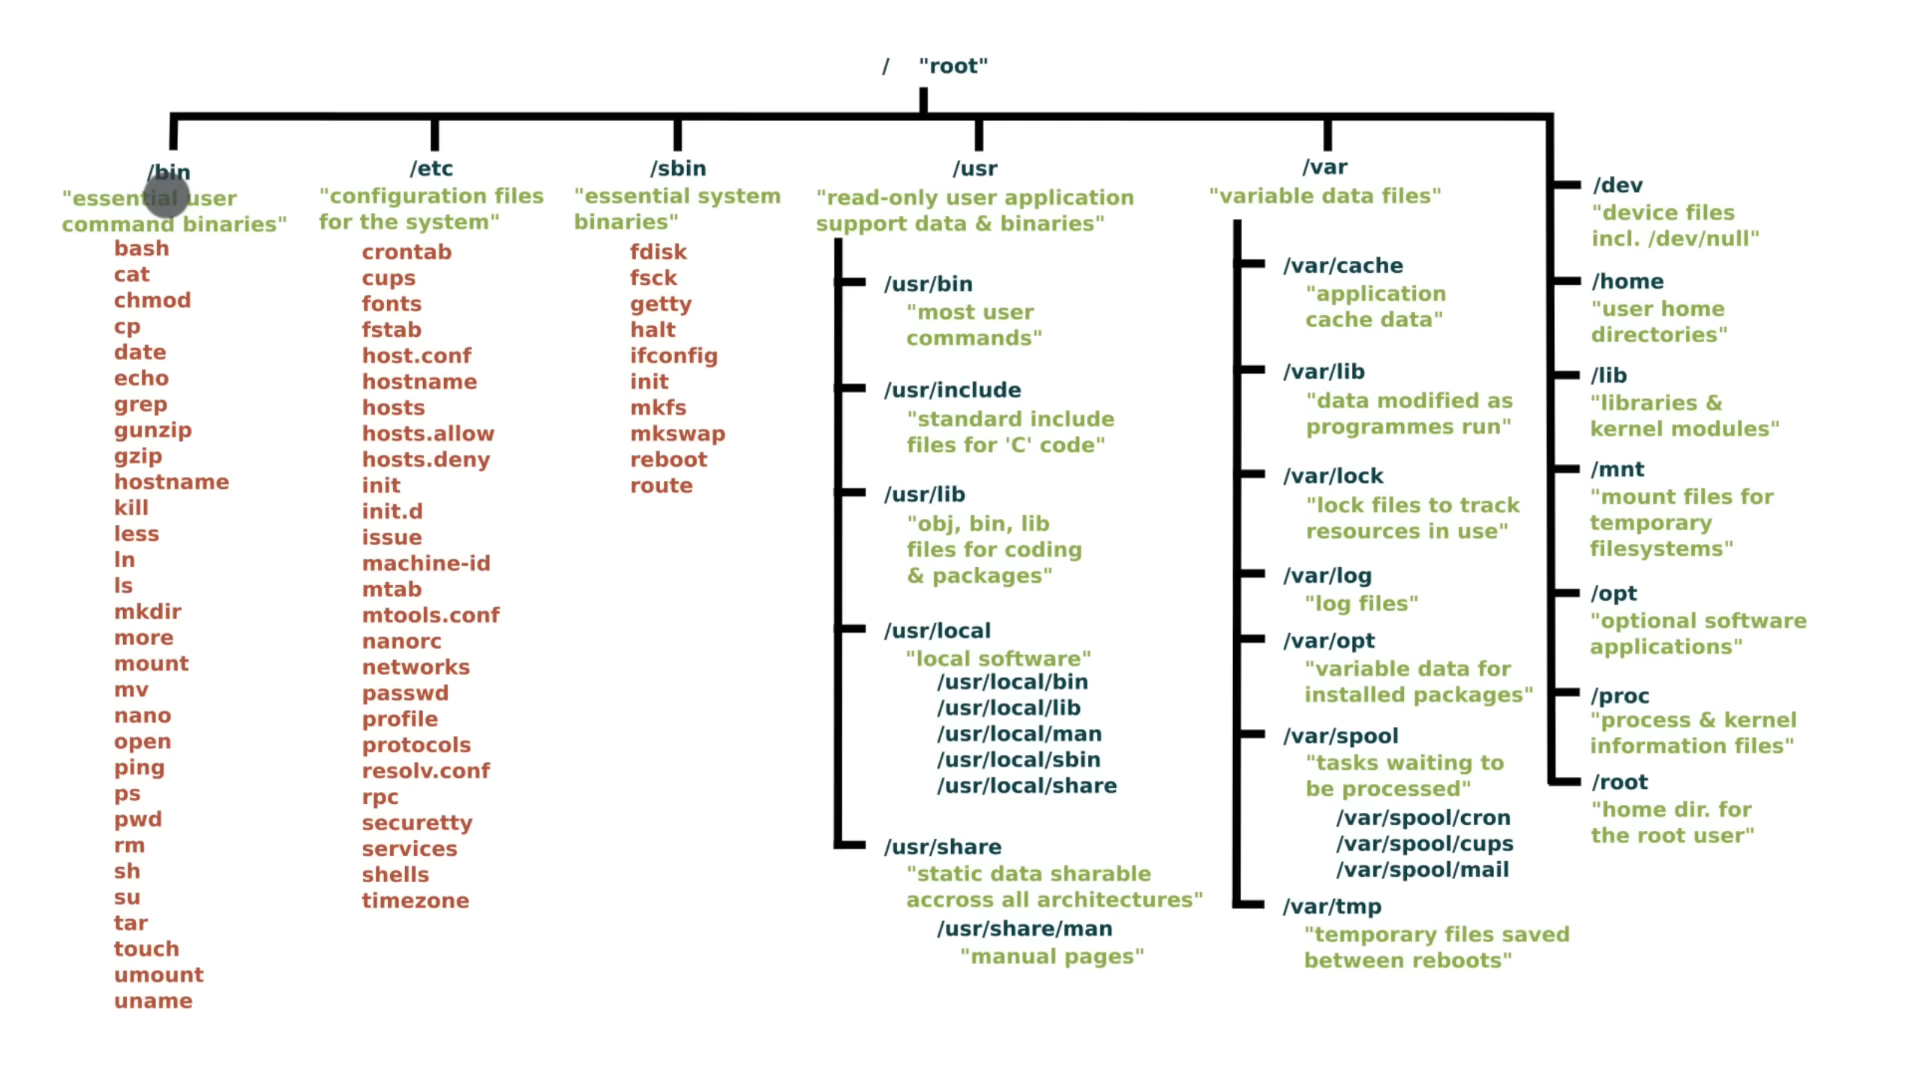 / "root"
/bin
"essential user
command binaries"
bash
cat
chmod
cp
date
echo
grep
gunzip
gzip
hostname
kill
less
ln
ls
mkdir
more
mount
mv
nano
open
ping
ps
pwd
rm
sh
su
tar
touch
umount
uname
/etc
"configuration files
for the system"
crontab
cups
fonts
fstab
host.conf
hostname
hosts
hosts.allow
hosts.deny
init
init.d
issue
machine-id
mtab
mtools.conf
nanorc
networks
passwd
profile
protocols
resolv.conf
rpc
securetty
services
shells
timezone
/sbin
"essential system
binaries"
fdisk
fsck
getty
halt
ifconfig
init
mkfs
mkswap
reboot
route
/usr
"read-only user application
support data & binaries"
/usr/bin
"most user
commands"
/usr/include
"standard include
files for 'C' code"
/usr/lib
"obj, bin, lib
files for coding
& packages"
/usr/local
"local software"
/usr/local/bin
/usr/local/lib
/usr/local/man
/usr/local/sbin
/usr/local/share
/usr/share
"static data sharable
accross all architectures"
/usr/share/man
"manual pages"
/var
"variable data files"
/var/cache
"application
cache data"
/var/lib
"data modified as
programmes run"
/var/lock
"lock files to track
resources in use"
/var/log
"log files"
/var/opt
"variable data for
installed packages"
/var/spool
"tasks waiting to
be processed"
/var/spool/cron
/var/spool/cups
/var/spool/mail
/var/tmp
"temporary files saved
between reboots"
/dev
"device files
incl. /dev/null"
/home
"user home
directories"
/lib
"libraries &
kernel modules"
/mnt
"mount files for
temporary
filesystems"
/opt
"optional software
applications"
/proc
"process & kernel
information files"
/root
"home dir. for
the root user"